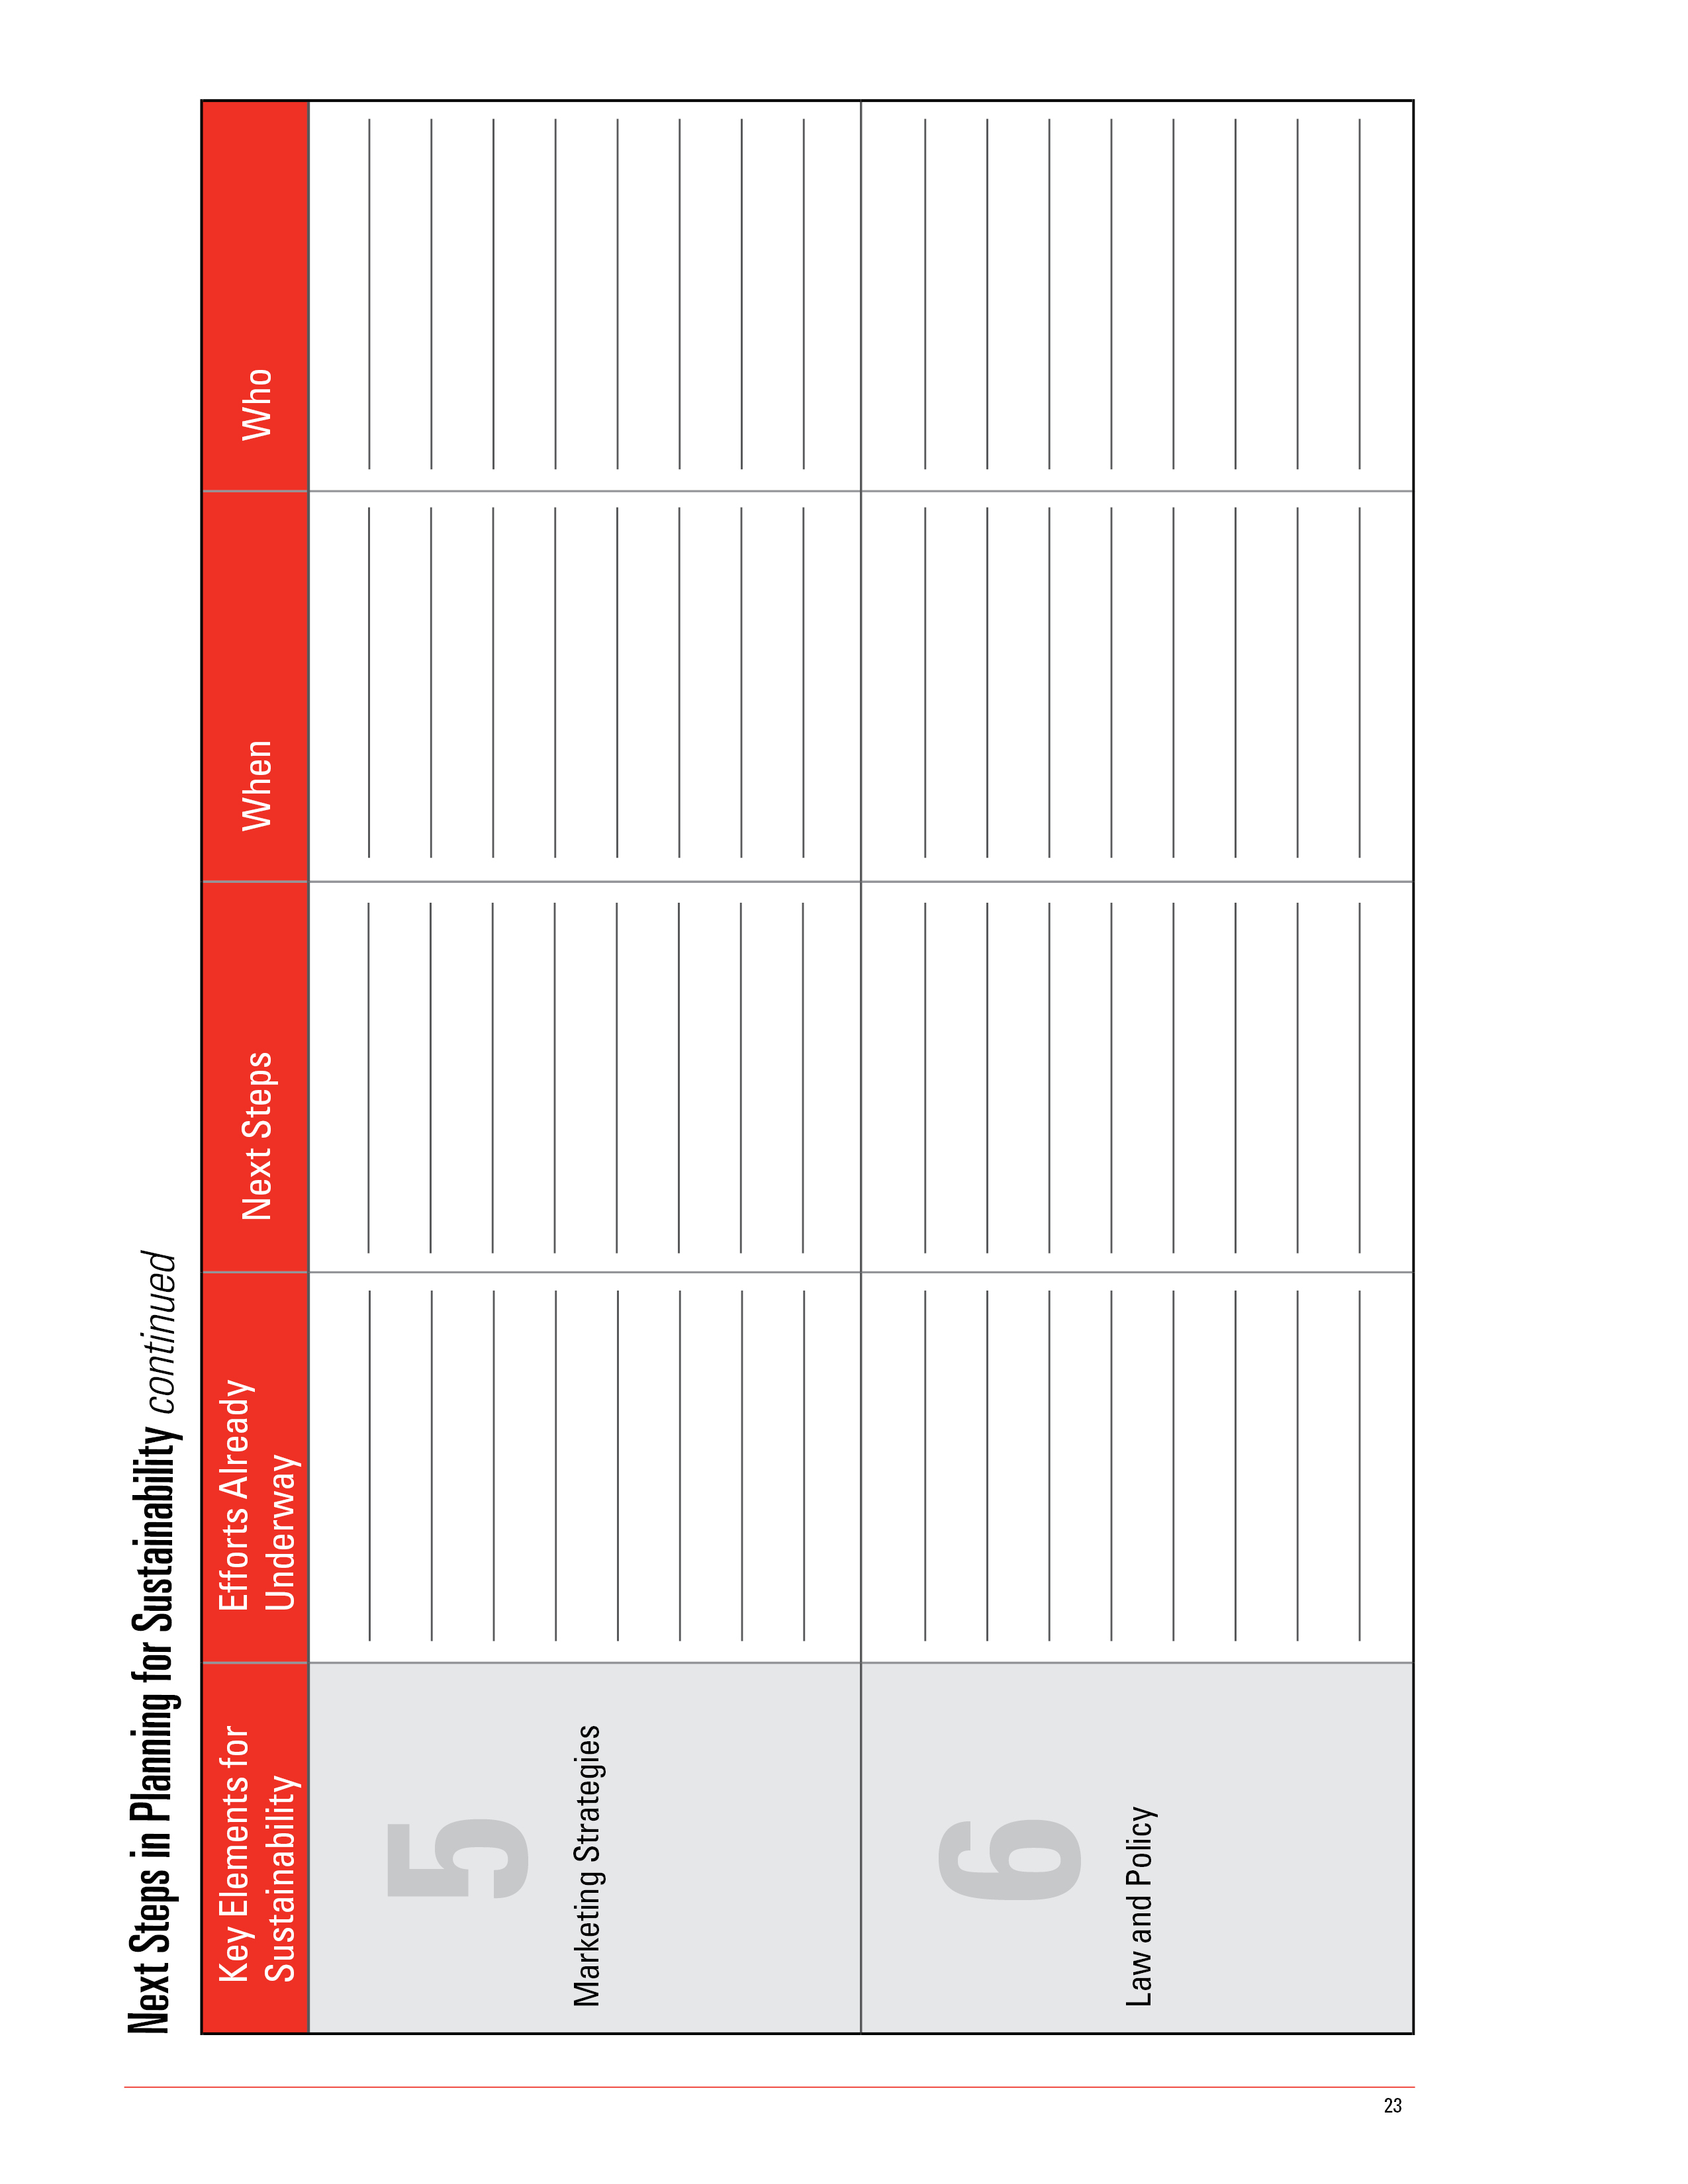 Next Steps in Planning for Sustainability continued
Key Elements for
Sustainability
Efforts Already
Underway
Next Steps
When
Who
5
Marketing Strategies
6
Law and Policy
23